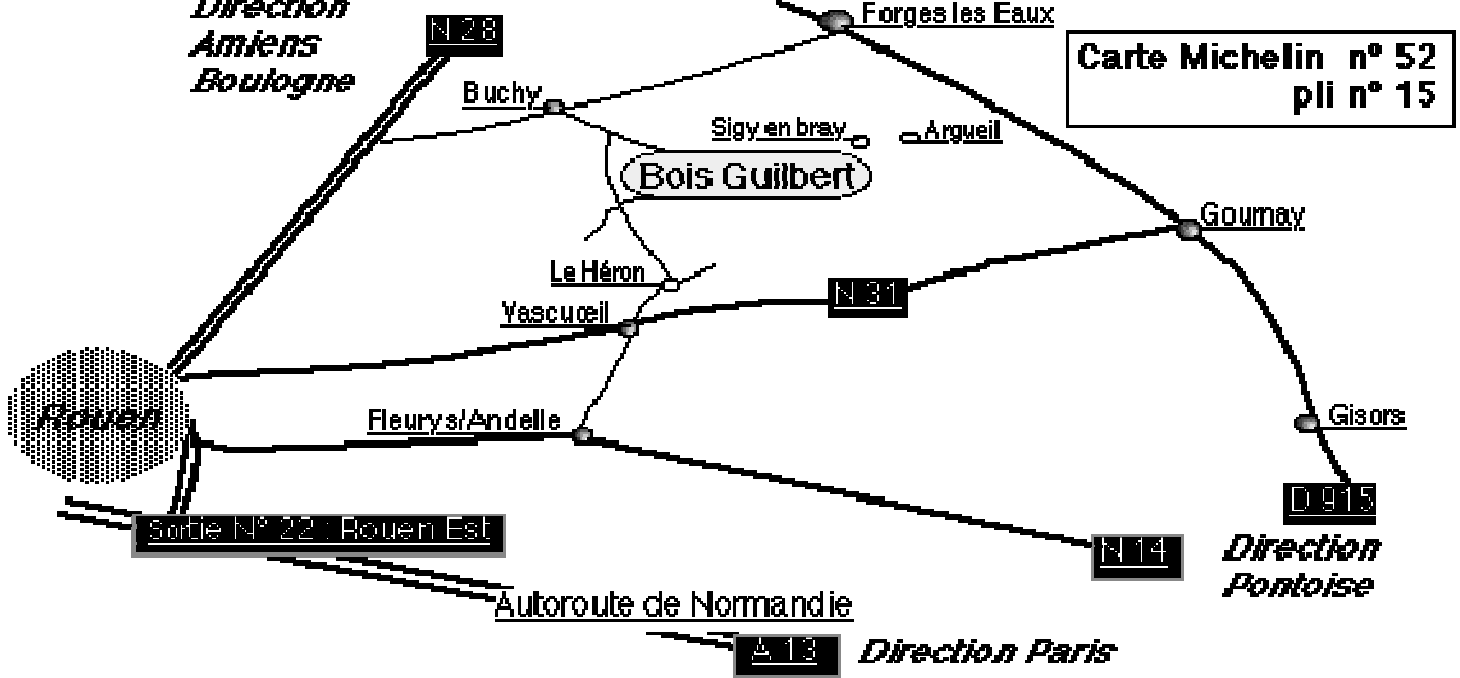 Direction
Amiens
Boulogne
N 28
Forges les Eaux
Carte Michelin n° 52
pli n° 15
Buchy
Sigy en bray
Argueil
Bois Guilbert
Gournay
Le Héron
N 31
Vascuœil
Rouen
Fleury s/Andelle
Gisors
D 915
Sortie N° 22 : Rouen Est
N 14
Direction
Pontoise
Autoroute de Normandie
A 13
Direction Paris